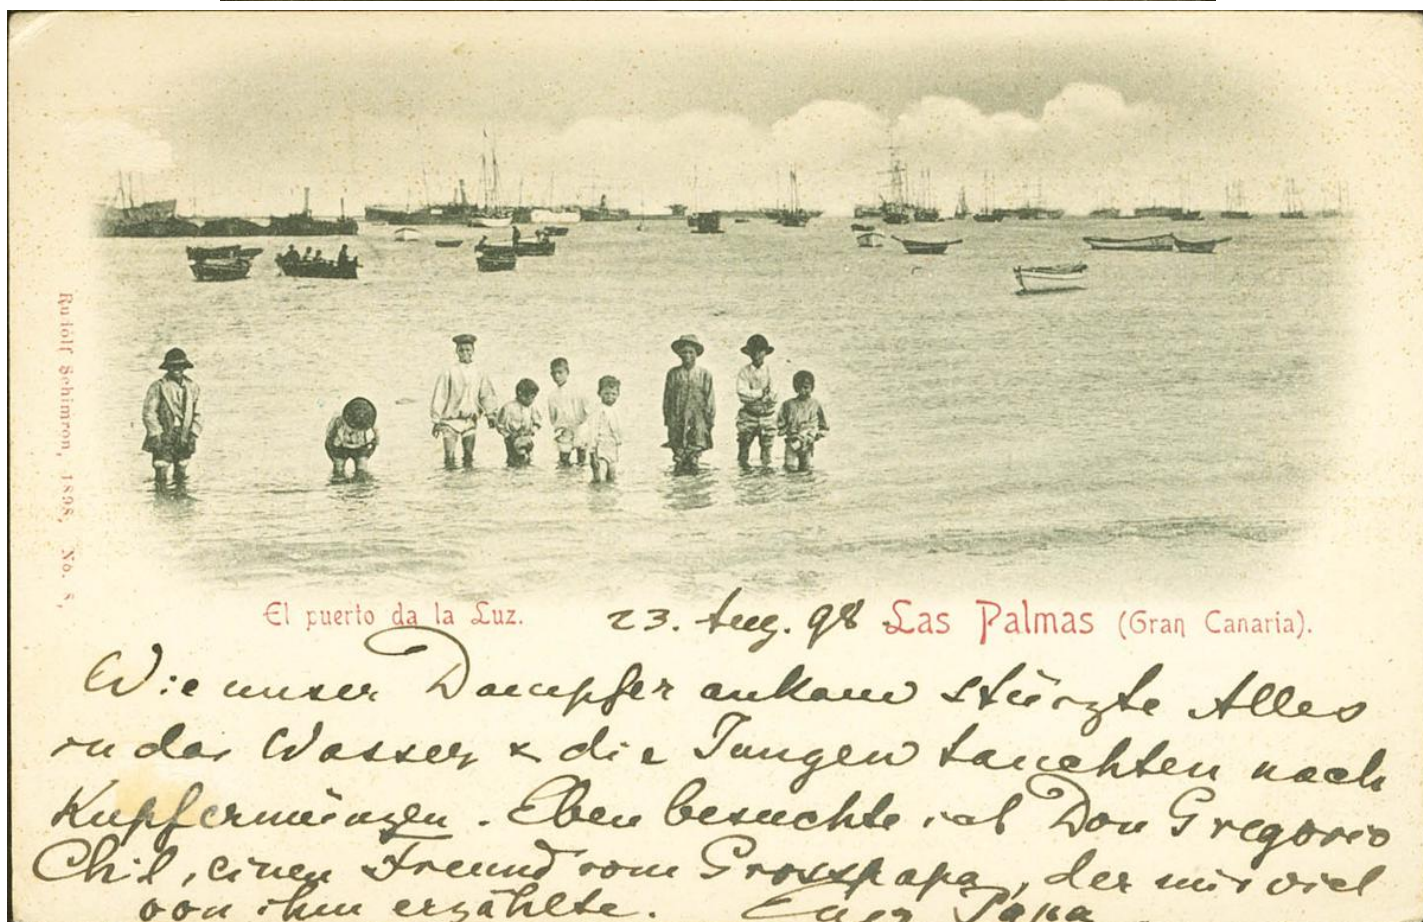 Rudolf Schimron, 1898, No. 8,
El puerto da la Luz. 23. Aug. 98. Las Palmas (Gran Canaria).
Wie unser Dampfer ankam stürzte Alles
in das Wasser & die Jungen tauchten nach
Kupfermünzen. Eben besuchte ich Don Gregorio
Chil, einen Freund vom Grosspapa, der mir viel
von ihm erzählte. Euer Papa